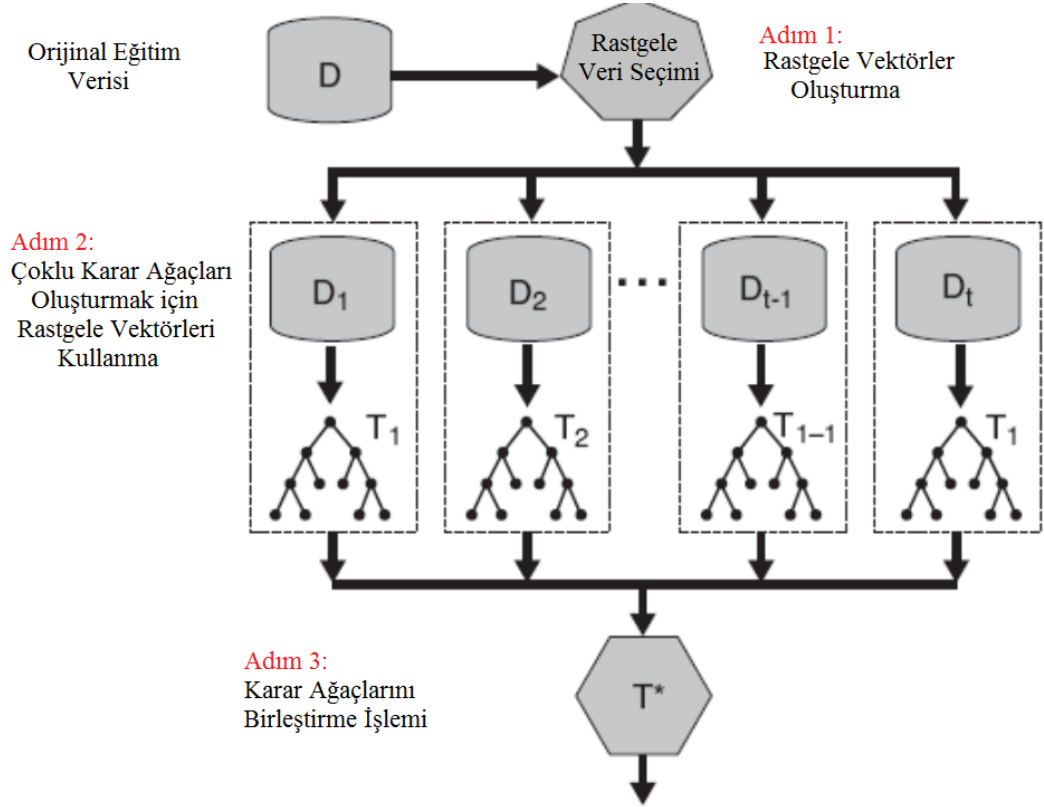 Orijinal Eğitim
Verisi
D
Rastgele
Veri Seçimi
Adım 1:
Rastgele Vektörler
Oluşturma
Adım 2:
Çoklu Karar Ağaçları
Oluşturmak için
Rastgele Vektörleri
Kullanma
D1
D2
...
Dt-1
Dt
T1
T2
T1–1
T1
Adım 3:
Karar Ağaçlarını
Birleştirme İşlemi
T*